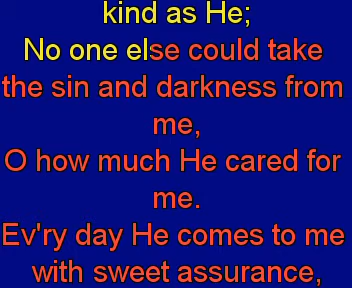 kind as He;
No one else could take
the sin and darkness from
me,
O how much He cared for
me.
Ev'ry day He comes to me
with sweet assurance,